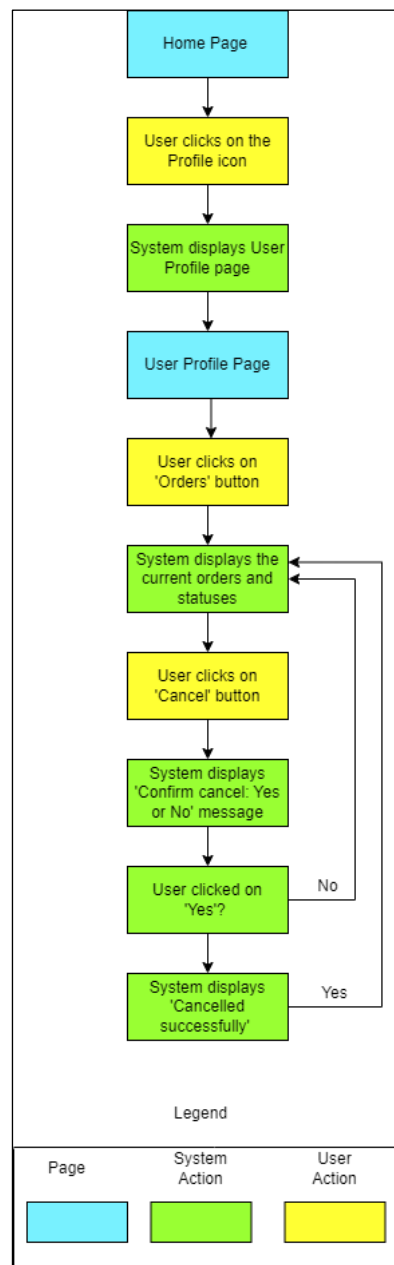 Home Page
User clicks on the
Profile icon
System displays User
Profile page
User Profile Page
User clicks on
'Orders' button
System displays the
current orders and
statuses
User clicks on
'Cancel' button
System displays
'Confirm cancel: Yes
or No' message
User clicked on
'Yes'?
No
System displays
'Cancelled
successfully'
Yes
Legend
Page
System
Action
User
Action